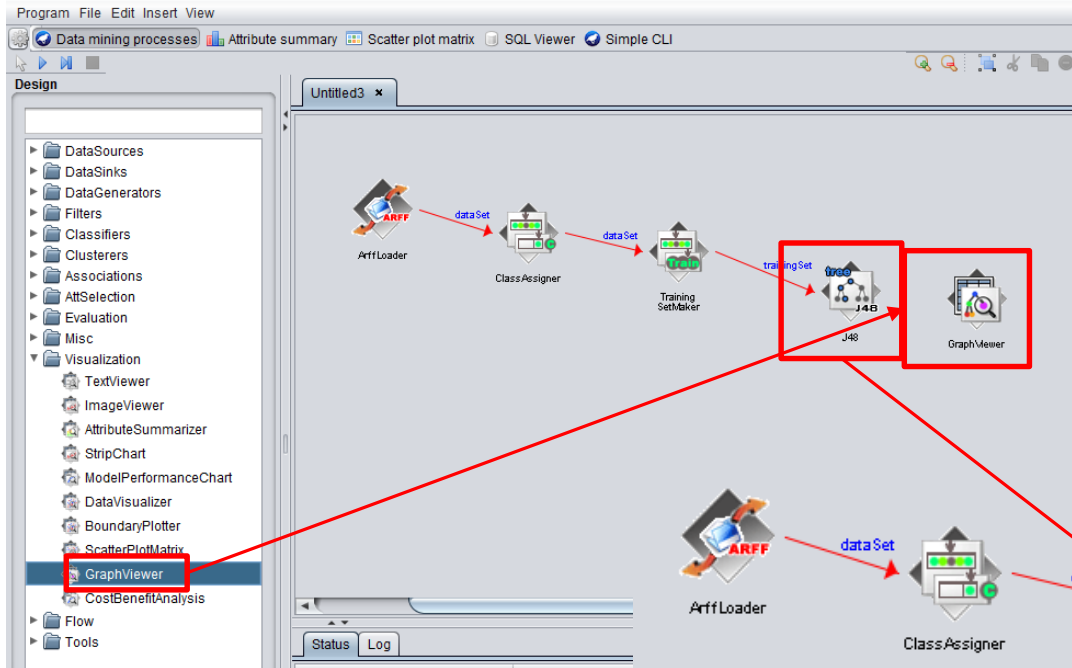 Program File Edit Insert View
Data mining processes Attribute summary Scatter plot matrix SQL Viewer Simple CLI
Design
Untitled3
DataSources
DataSinks
DataGenerators
Filters
Classifiers
Clusterers
Associations
AttSelection
Evaluation
Misc
Visualization
TextViewer
ImageViewer
AttributeSummarizer
StripChart
ModelPerformanceChart
DataVisualizer
BoundaryPlotter
ScatterPlotMatrix
GraphViewer
CostBenefitAnalysis
Flow
Tools
ARFF
ArffLoader
dataSet
C
ClassAssigner
dataSet
Train
Training
SetMaker
trainingSet
tree
J48
J48
GraphViewer
ARFF
ArffLoader
dataSet
C
ClassAssigner
Status Log